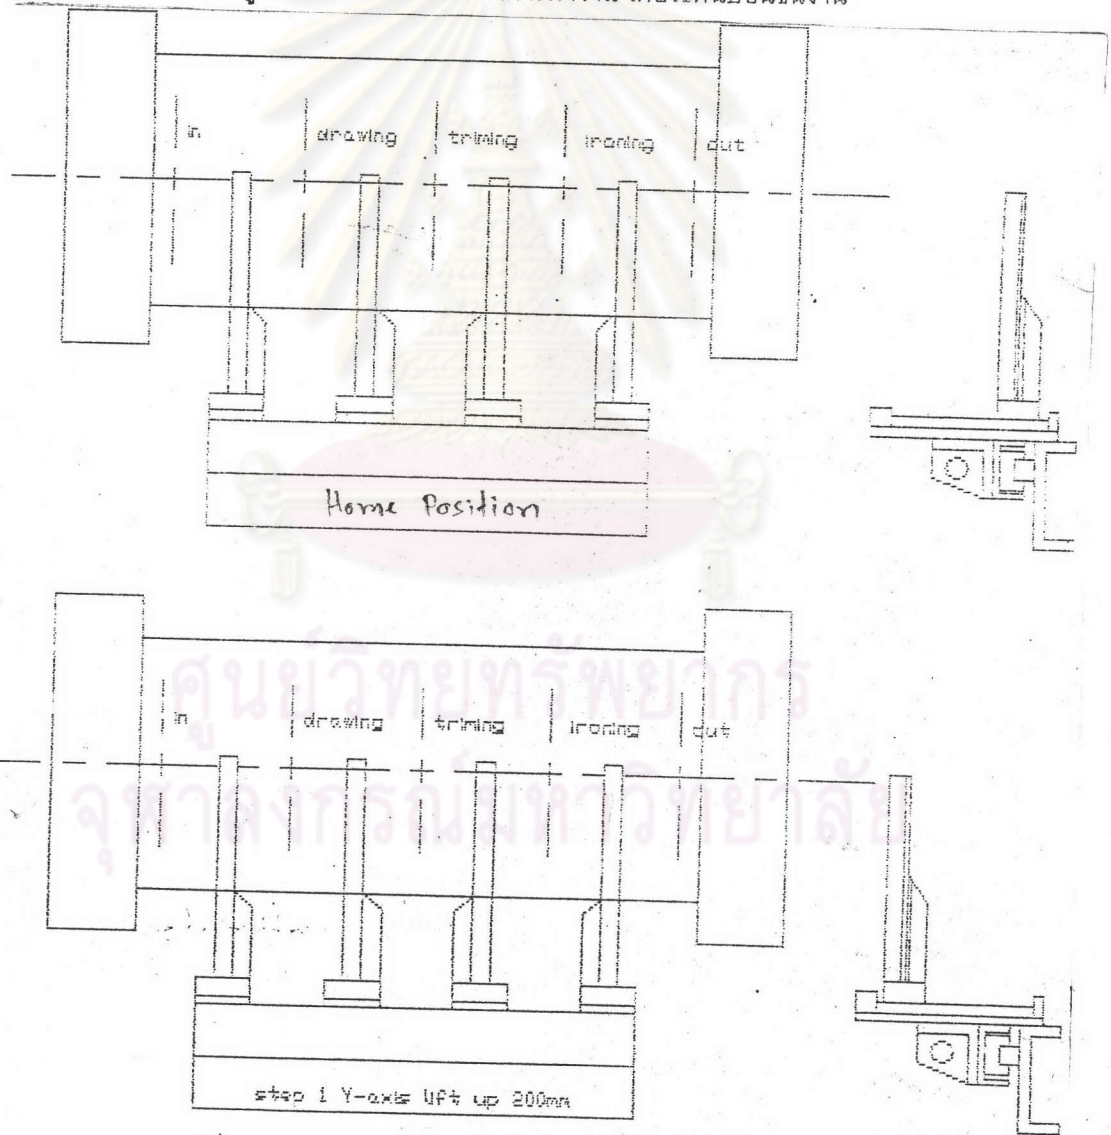 in drawing triming ironing out
Home Position
ศูนย์วิทยทรัพยากร
in drawing triming ironing out
จุฬาลงกรณ์มหาวิทยาลัย
step 1 Y-axis lift up 200mm